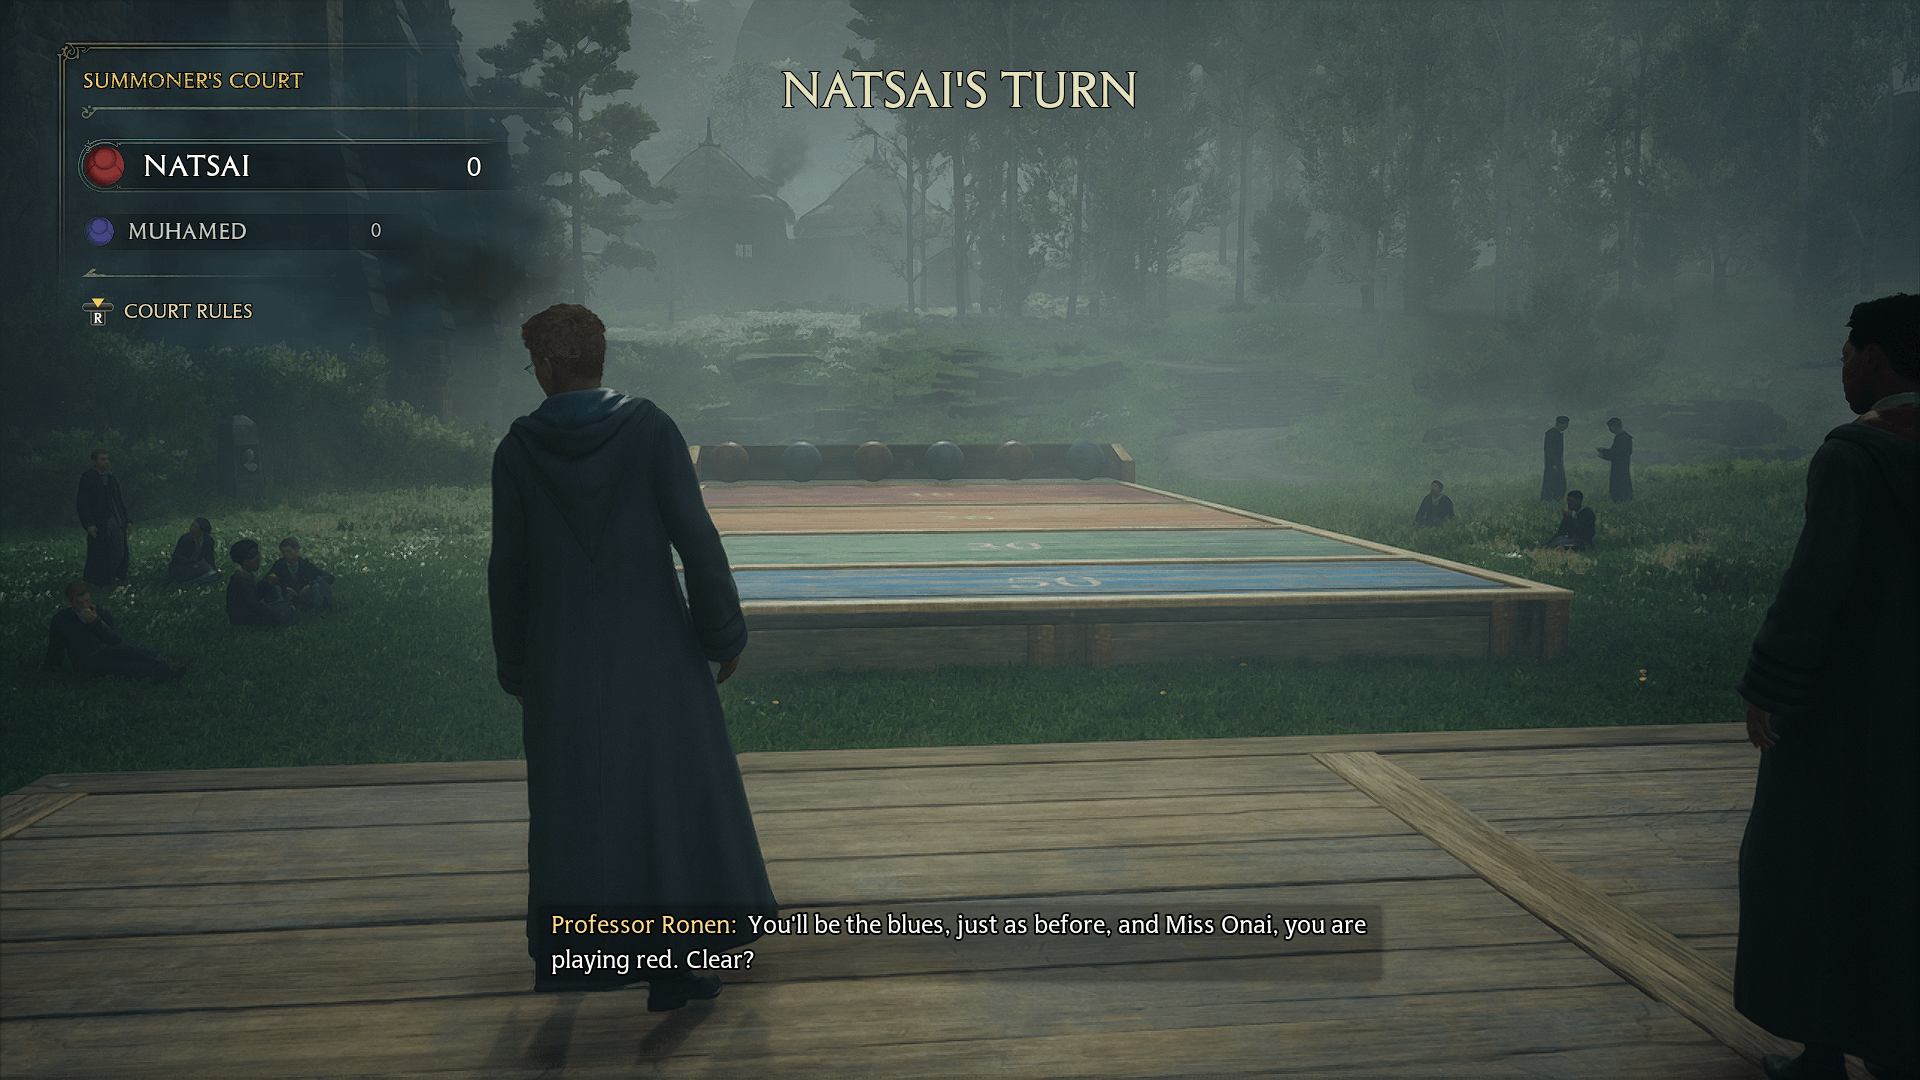 SUMMONER'S COURT
NATSAI'S TURN
NATSAI 0
MUHAMED 0
R COURT RULES
50
Professor Ronen: You'll be the blues, just as before, and Miss Onai, you are
playing red. Clear?